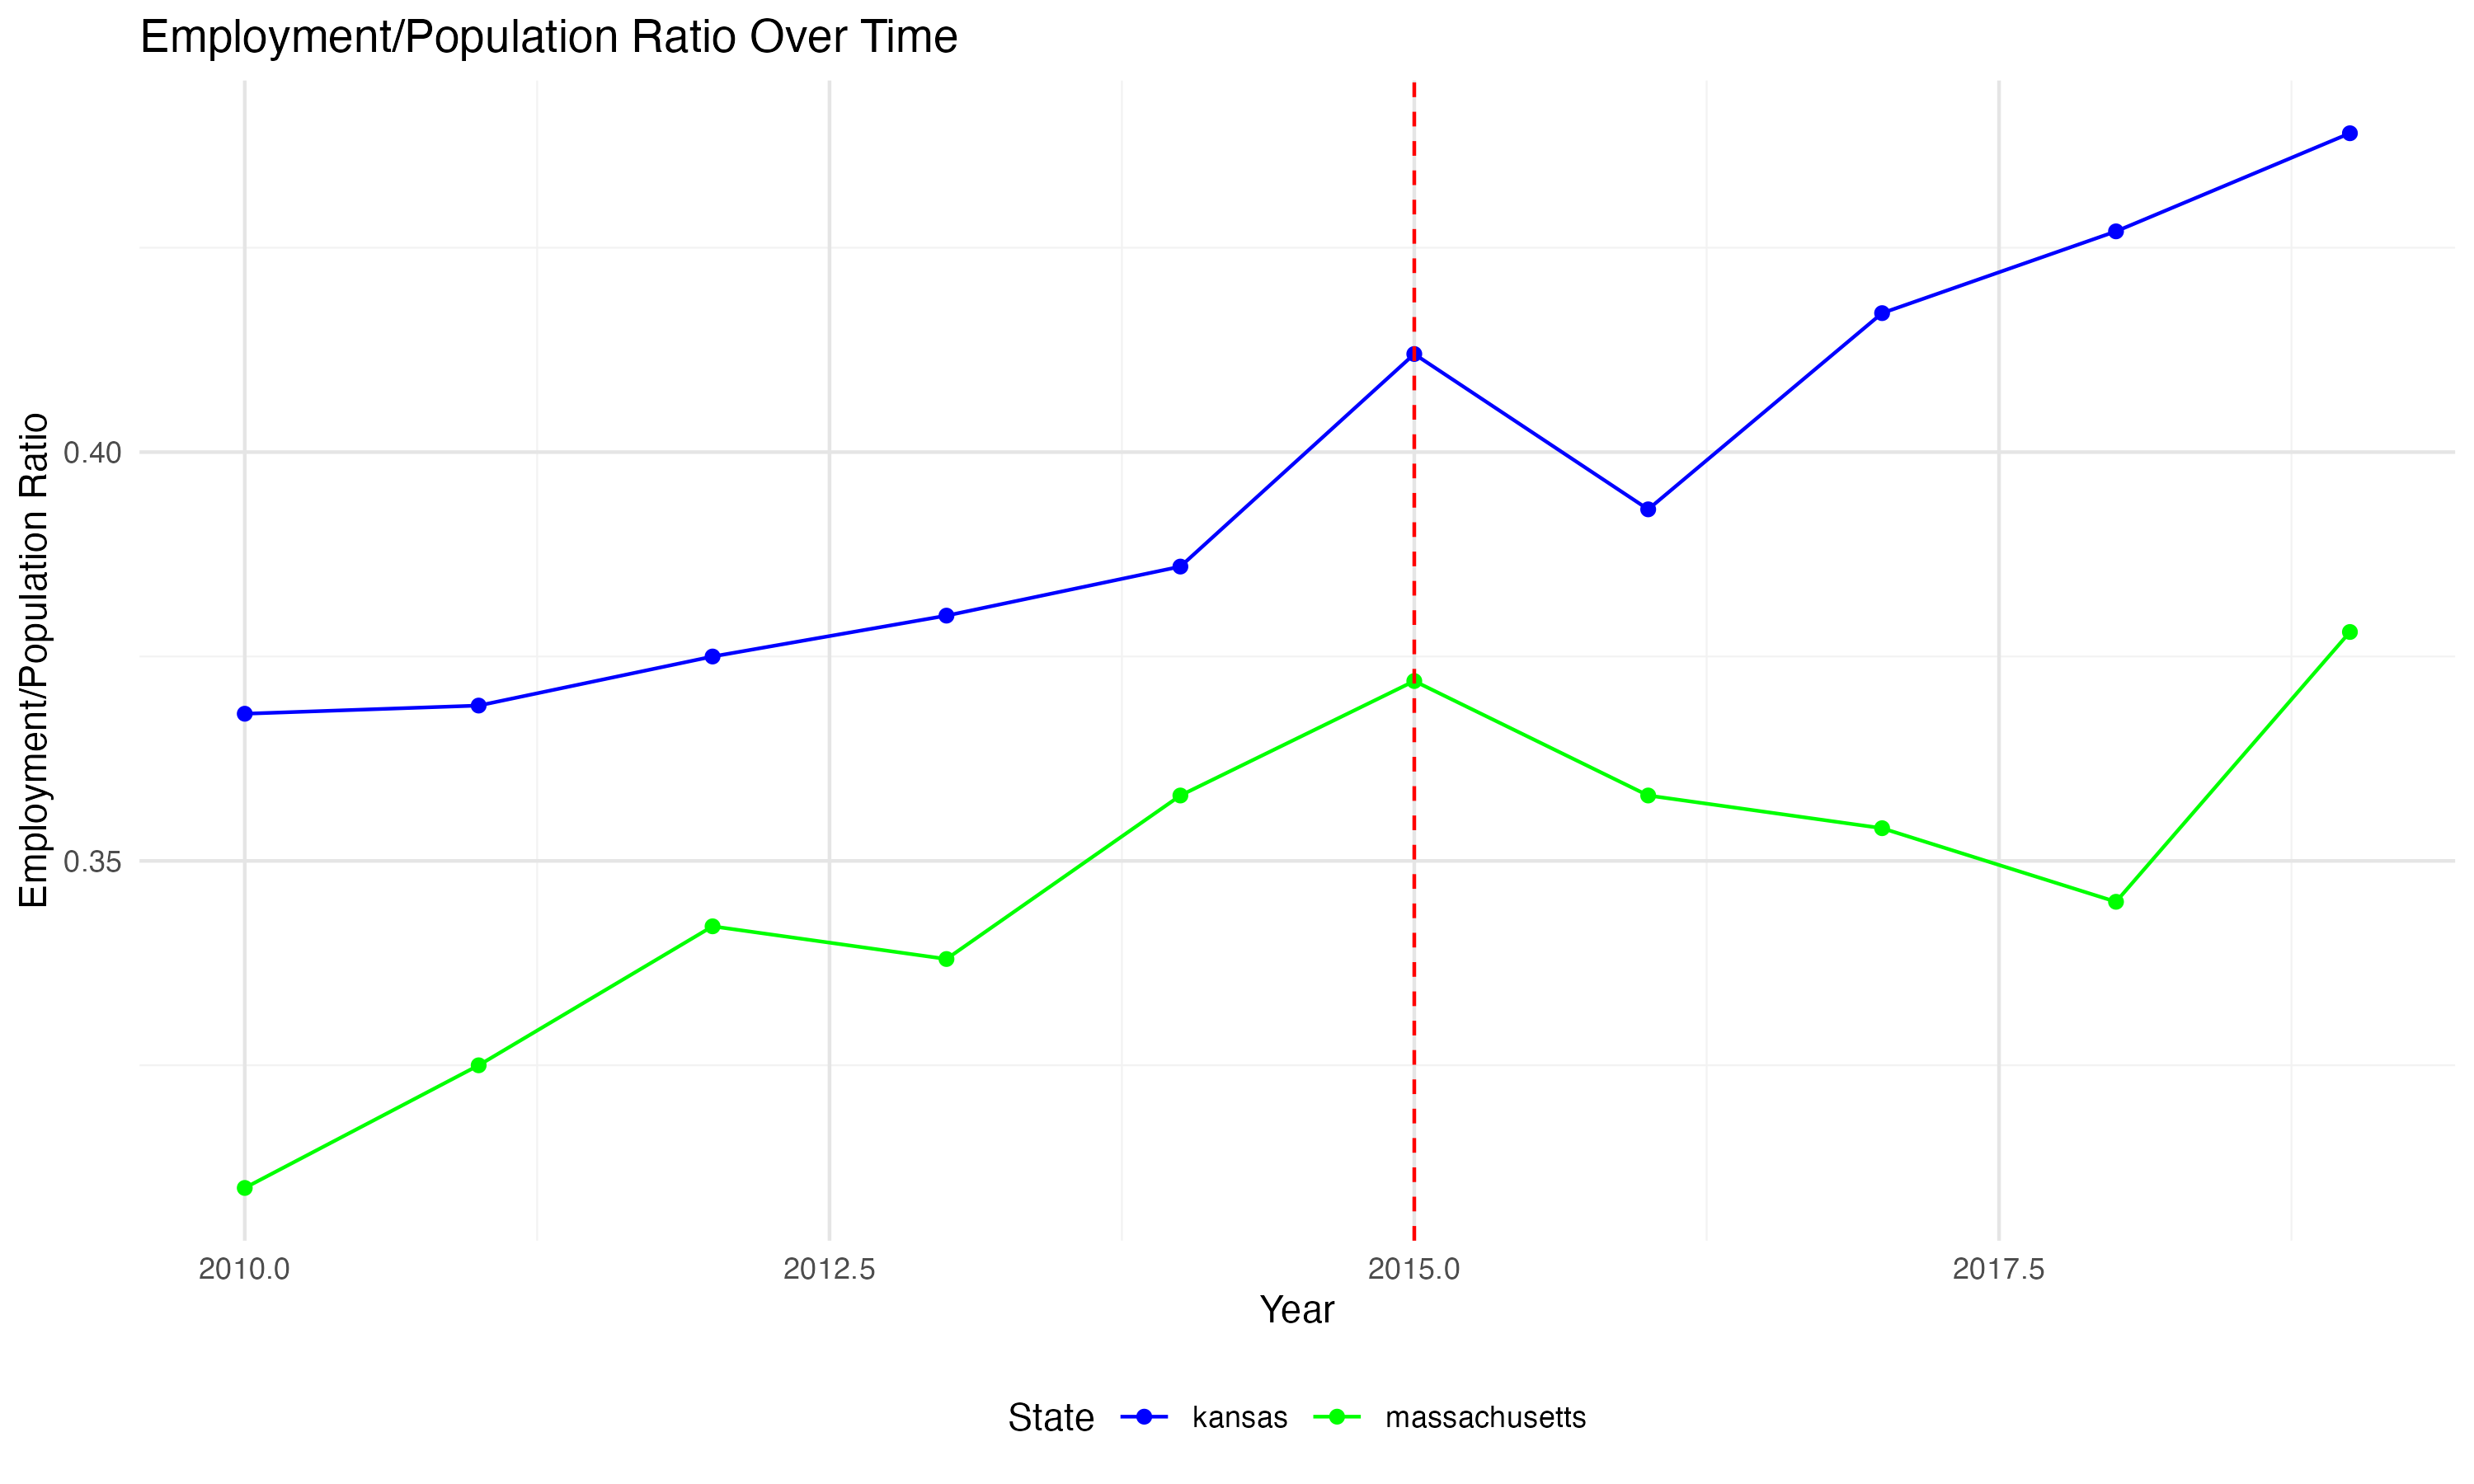 Employment/Population Ratio Over Time
Employment/Population Ratio
0.40
0.35
2010.0 2012.5 2015.0 2017.5
Year
State kansas massachusetts